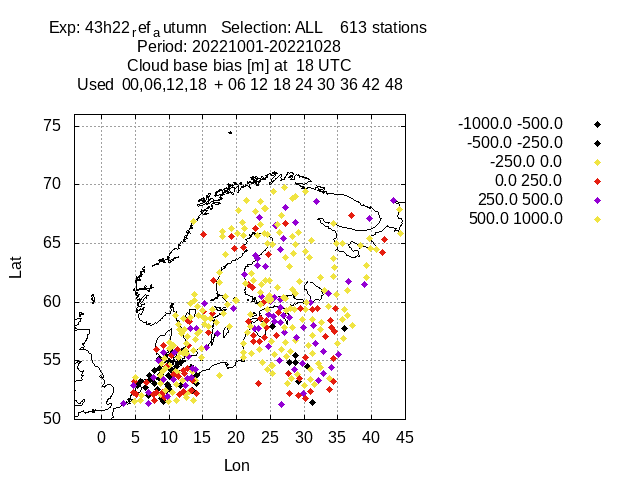 Exp: 43h22ref a utumn Selection: ALL 613 stations
Period: 20221001-20221028
Cloud base bias [m] at 18 UTC
Used 00,06,12,18 + 06 12 18 24 30 36 42 48
-1000.0 -500.0
-500.0 -250.0
-250.0 0.0
0.0 250.0
250.0 500.0
500.0 1000.0
75
70
65
60
55
50
Lat
0 5 10 15 20 25 30 35 40 45
Lon